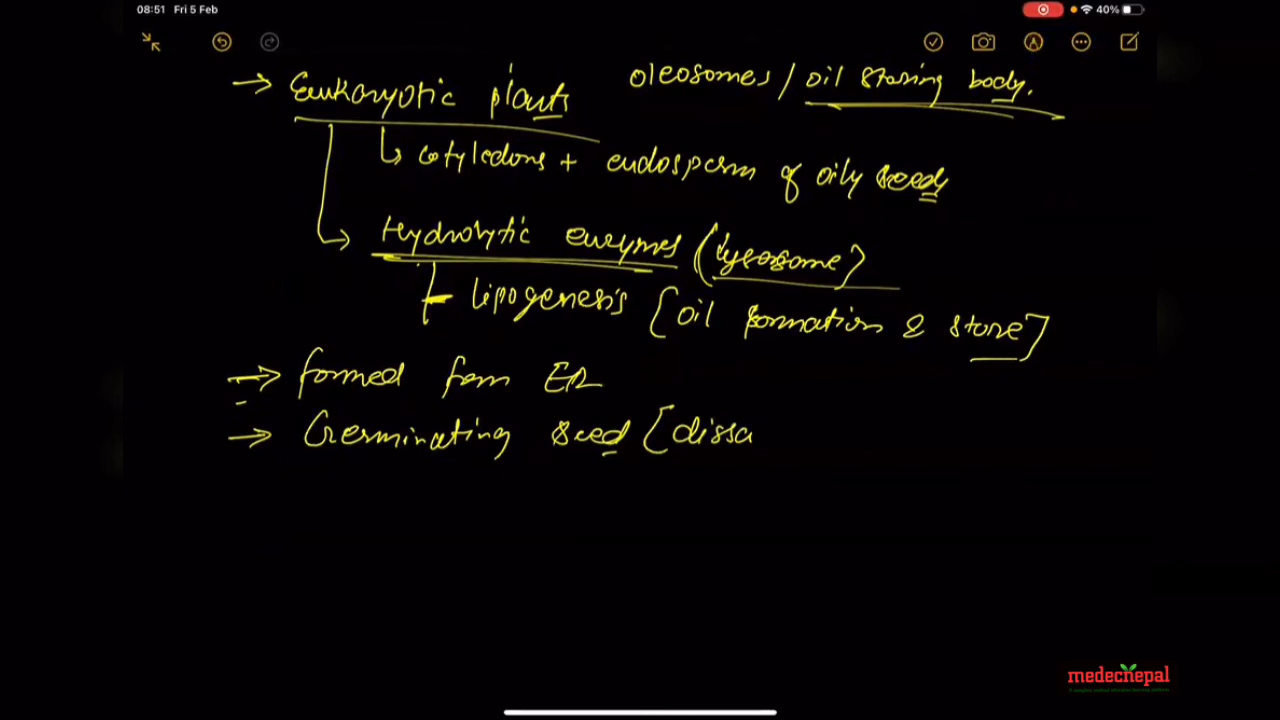 08:51 Fri 5 Feb
40%
→ Eukaryotic plants oleosomes / oil storing body.
↳ cotyledons + endosperm of oily seeds
↳ Hydrolytic enzymes (lysosome)
lipogenesis [oil formation & store]
→ formed from ER
→ Germinating seed [dissa
medecnepal